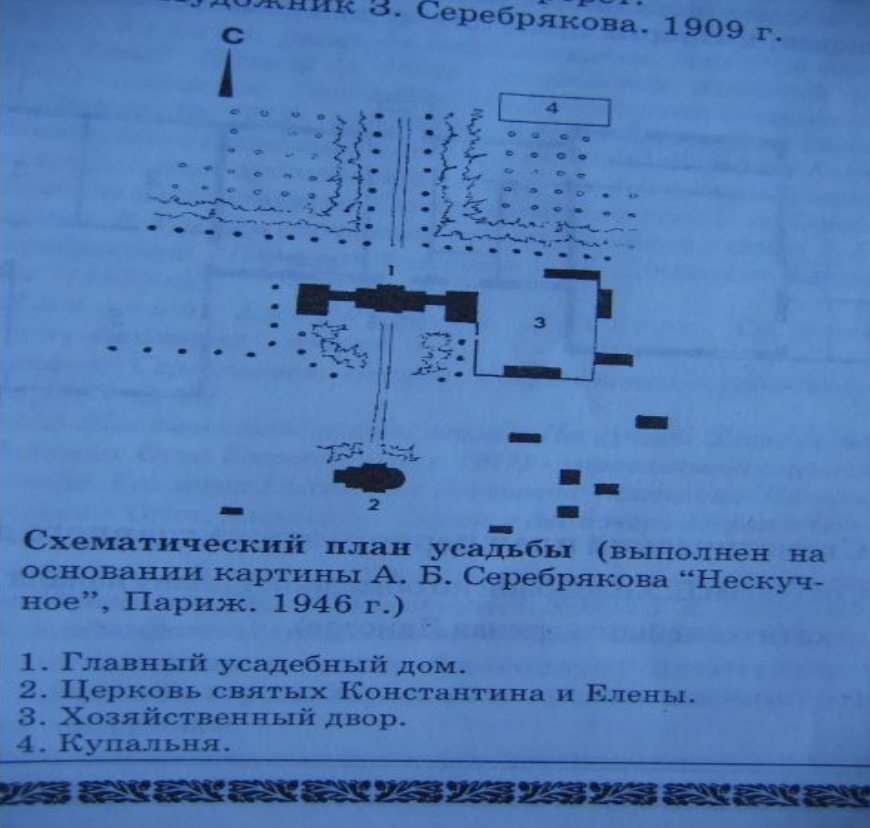 Художник З. Серебрякова. 1909 г.
С
4
1
3
2
Схематический план усадьбы (выполнен на
основании картины А. Б. Серебрякова “Нескуч-
ное”, Париж. 1946 г.)
1. Главный усадебный дом.
2. Церковь святых Константина и Елены.
3. Хозяйственный двор.
4. Купальня.